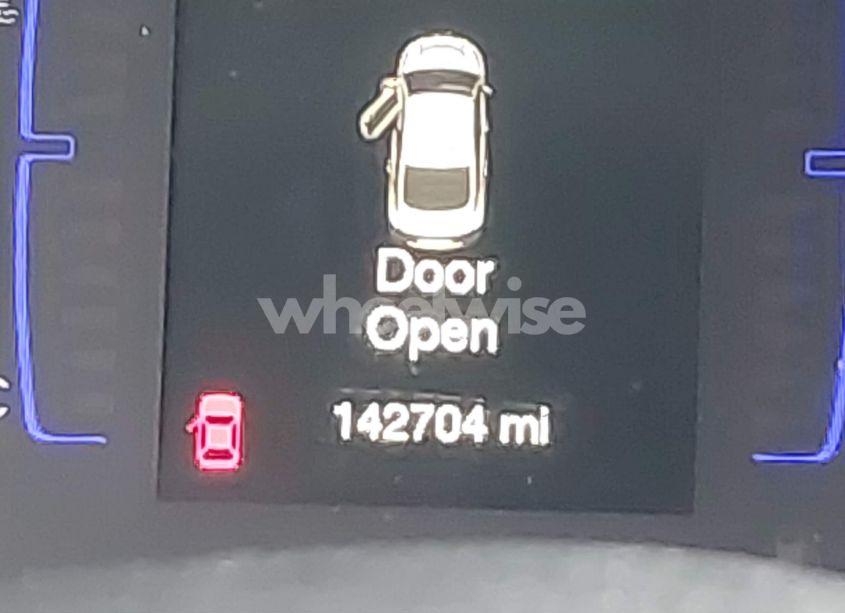 Door
wheelwise
Open
142704 mi